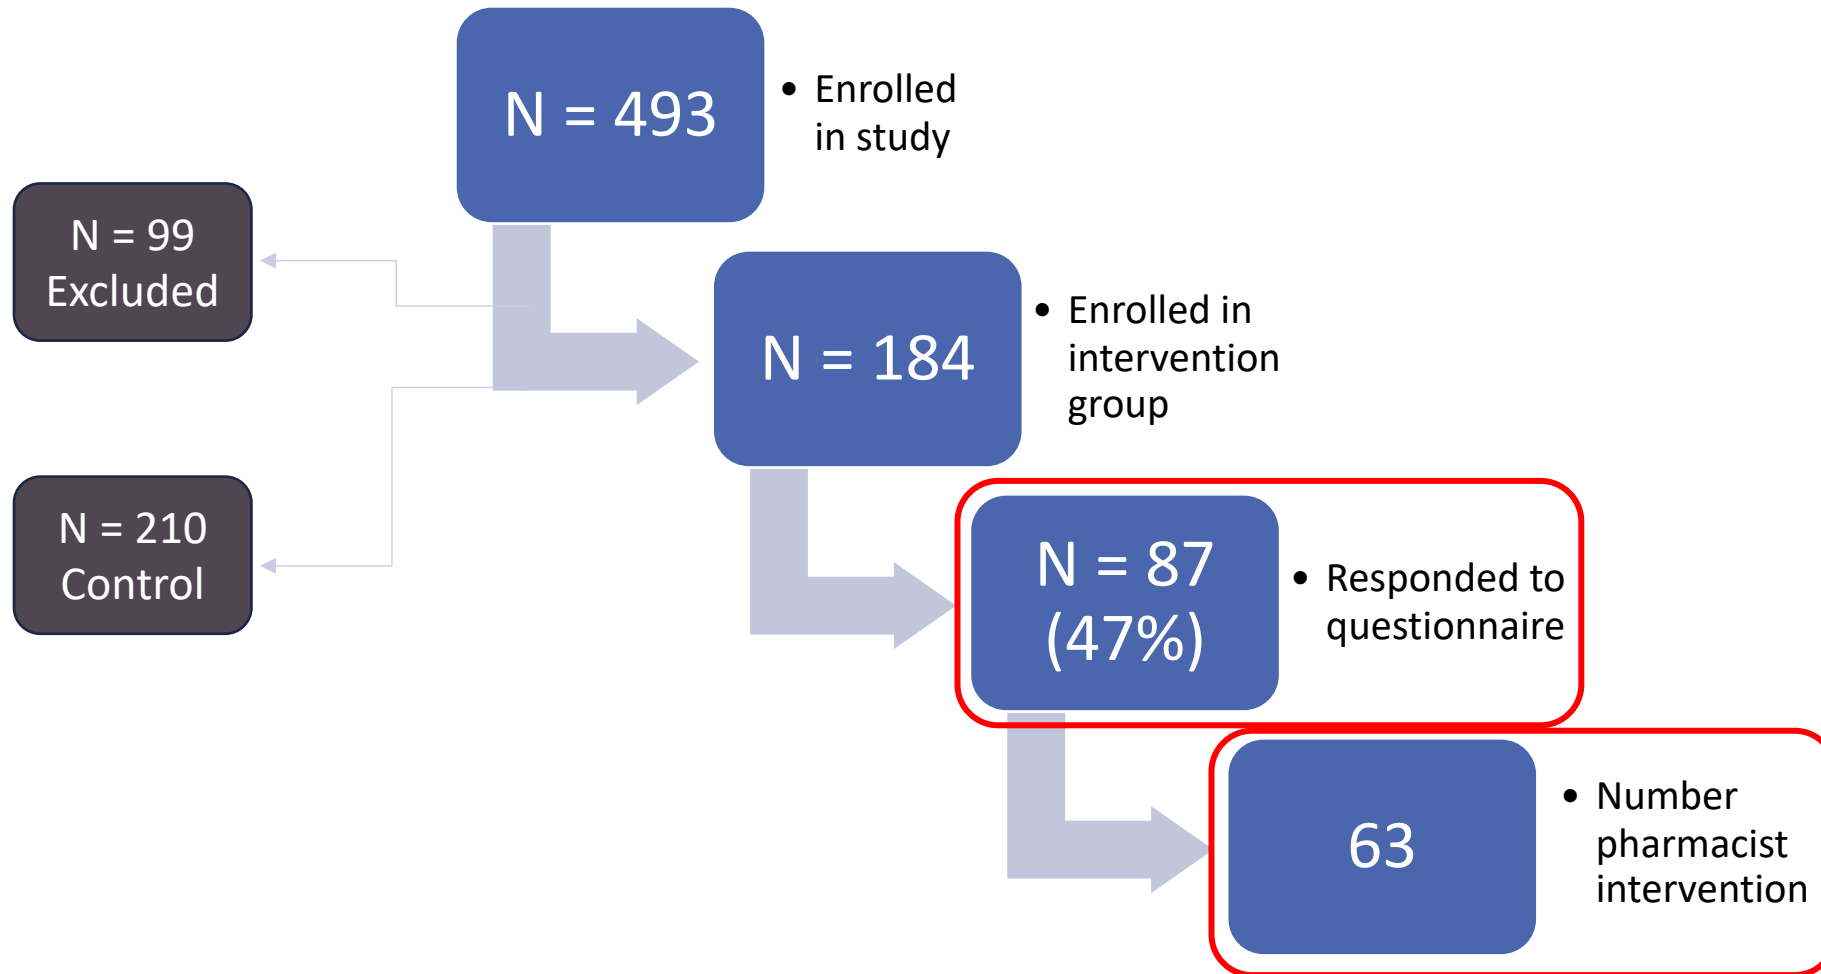 N = 493
• Enrolled
in study
N = 99
Excluded
N = 184
• Enrolled in
intervention
group
N = 210
Control
N = 87
(47%)
• Responded to
questionnaire
63
• Number
pharmacist
intervention